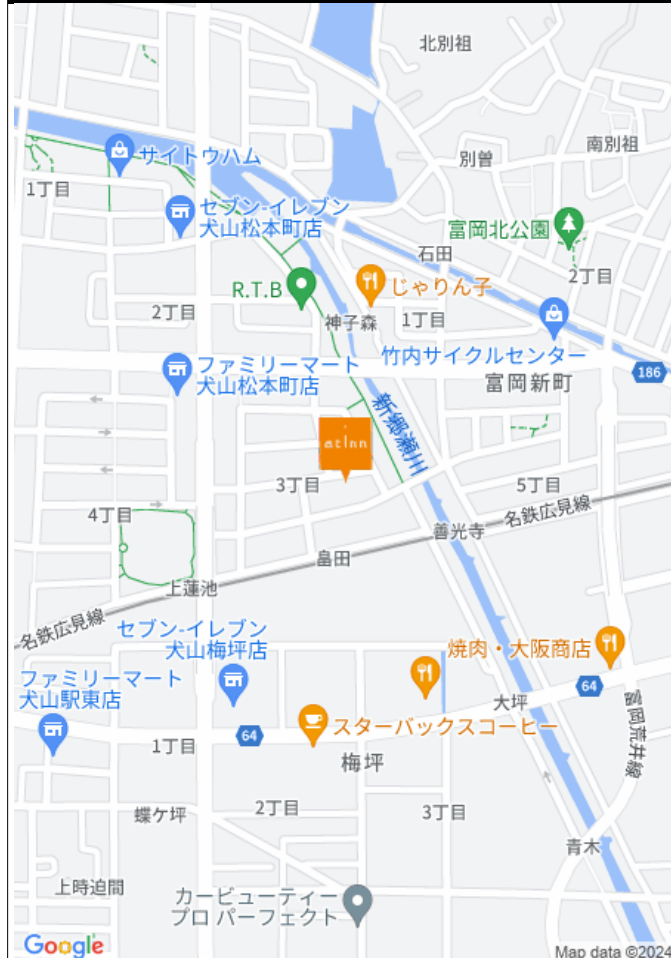 北別祖
南別祖
別曽
サイトウハム
1丁目
セブン-イレブン
犬山松本町店
富岡北公園
石田
2丁目
R.T.B
じゃりん子
2丁目
神子森
1丁目
竹内サイクルセンター
ファミリーマート
犬山松本町店
186
富岡新町
新郷瀬川
at inn
3丁目
5丁目
4丁目
名鉄広見線
善光寺
畠田
上蓮池
名鉄広見線
セブン-イレブン
犬山梅坪店
焼肉・大阪商店
ファミリーマート
犬山駅東店
64
大坪
富岡荒井線
スターバックスコーヒー
64
1丁目
梅坪
2丁目
3丁目
蝶ケ坪
青木
上時迫間
カービューティー
プロ パーフェクト
Google
Map data ©2024